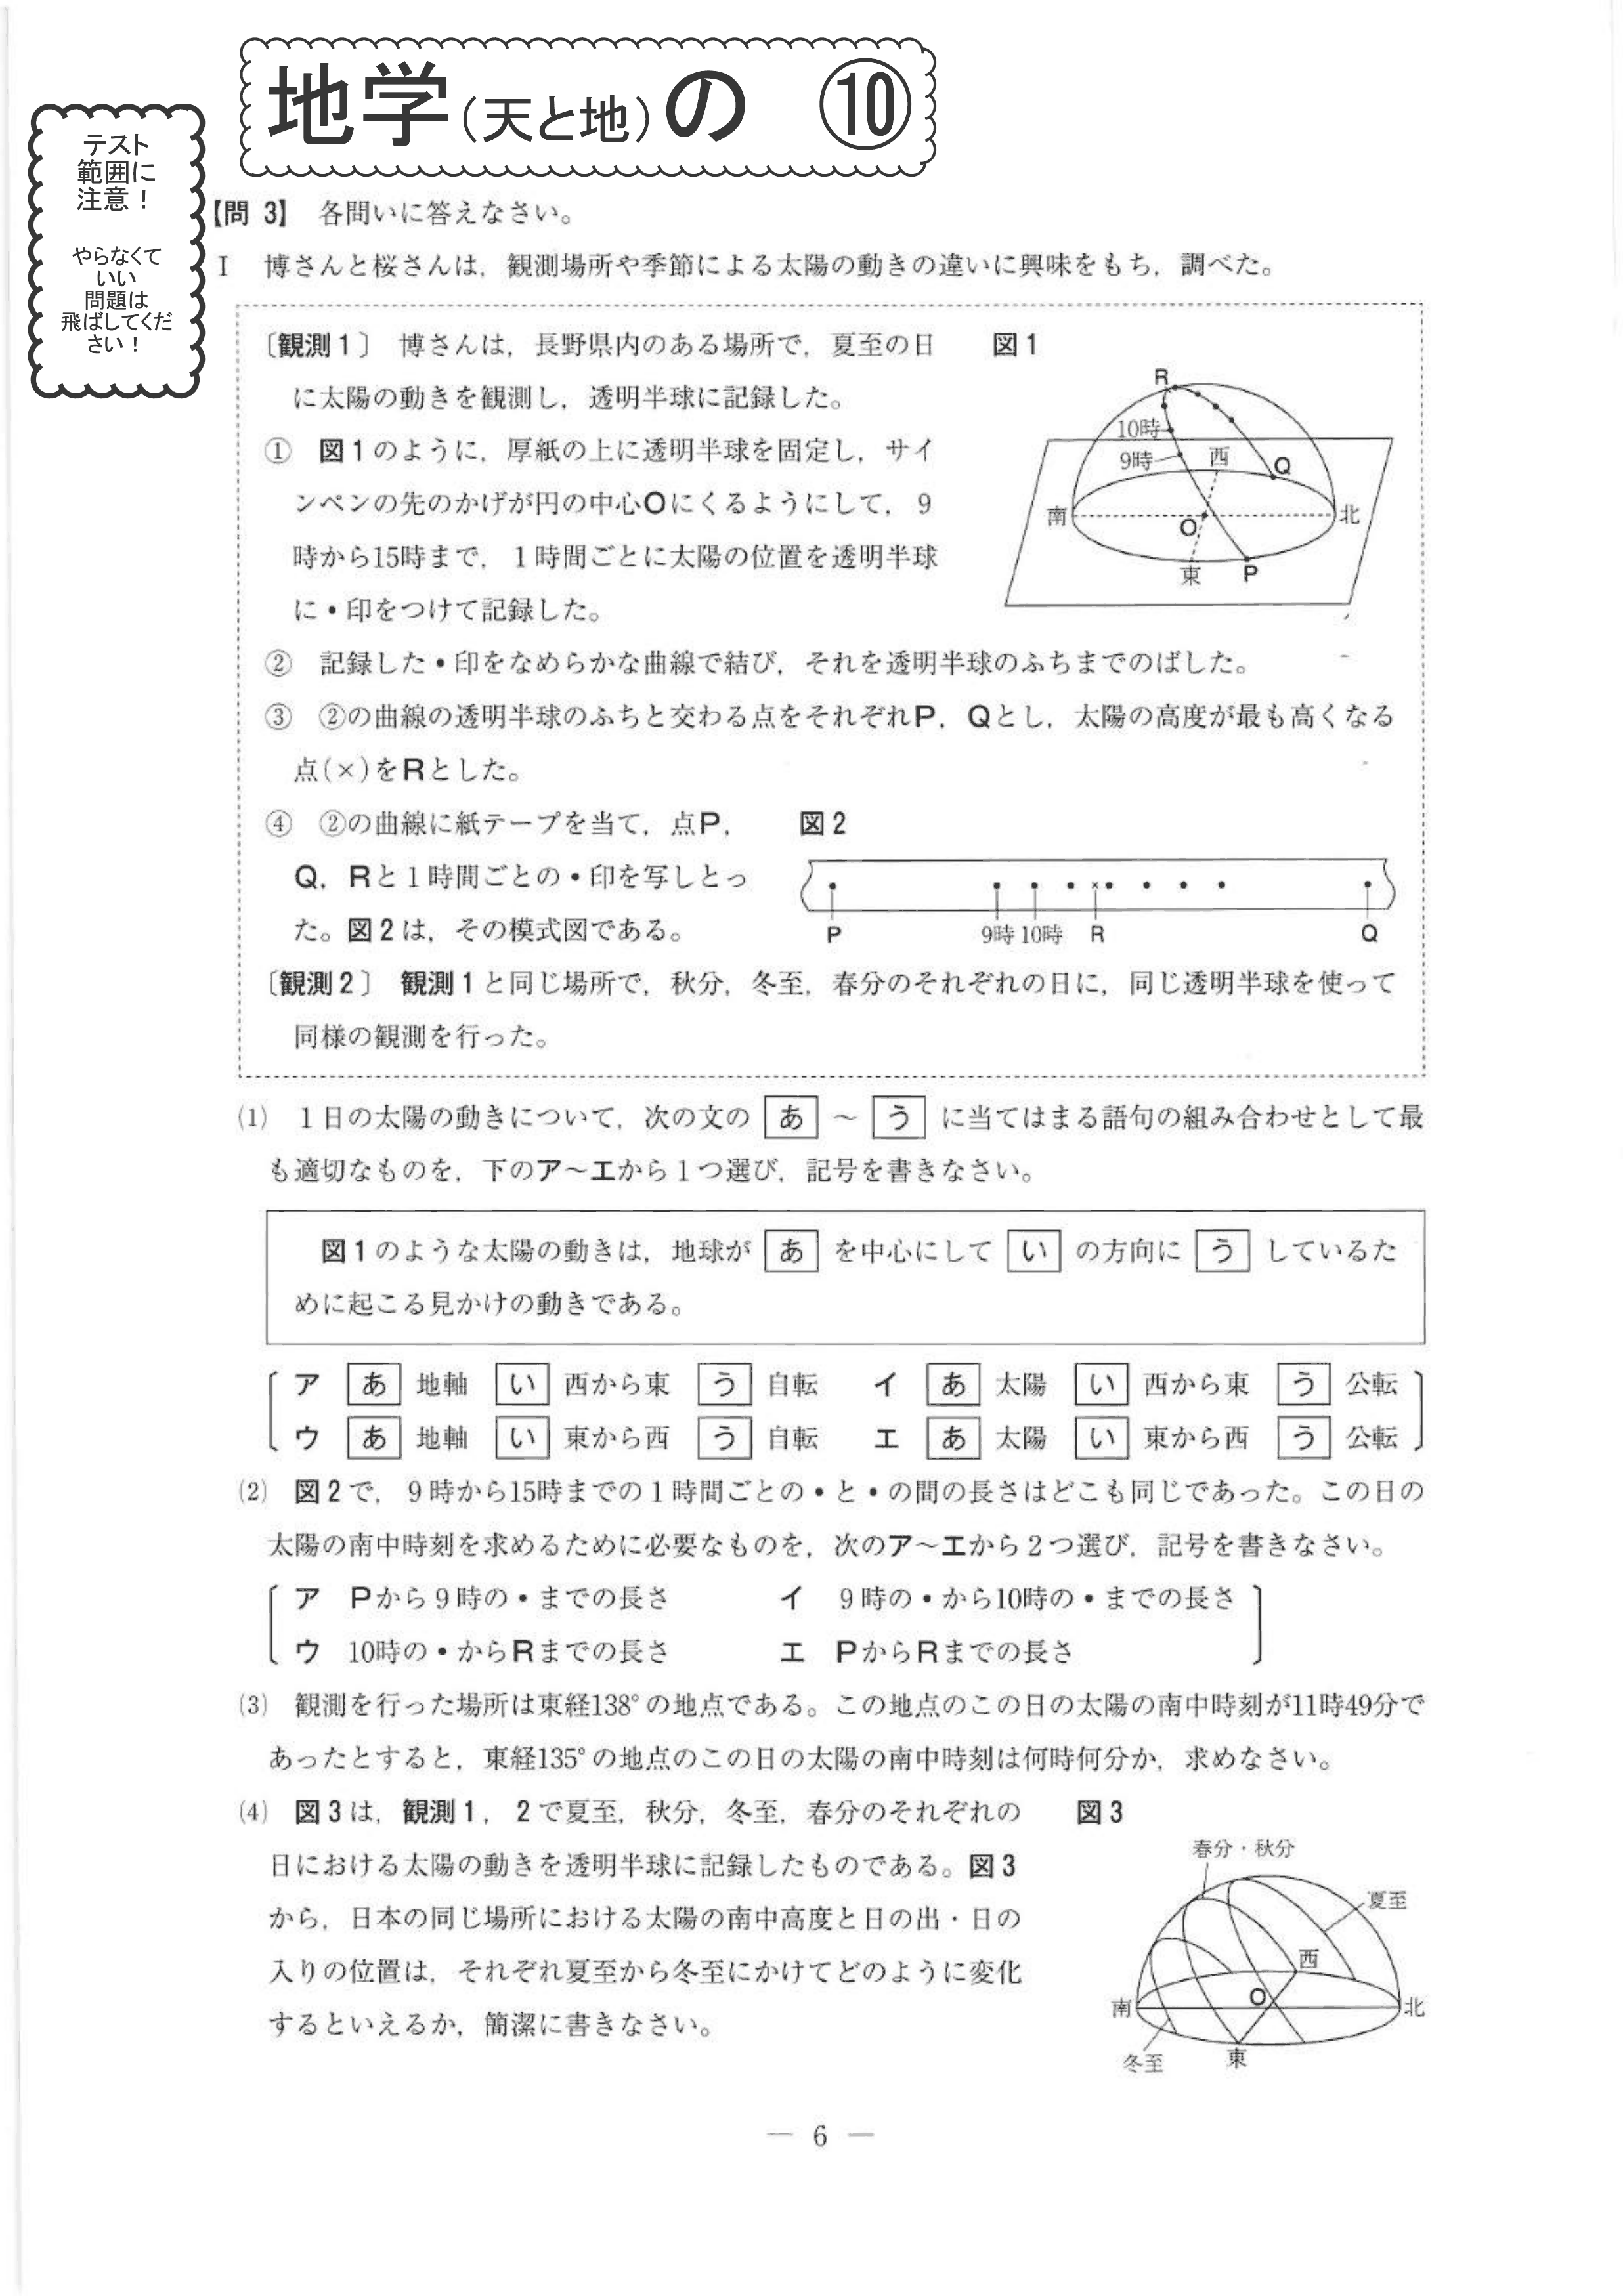 地学(天と地)の ⑩
テスト
範囲に
注意！
やらなくて
いい
問題は
飛ばしてくだ
さい！
【問 3】 各問いに答えなさい。
Ⅰ 博さんと桜さんは，観測場所や季節による太陽の動きの違いに興味をもち，調べた。
〔観測1〕 博さんは，長野県内のある場所で，夏至の日
に太陽の動きを観測し，透明半球に記録した。
① 図1のように，厚紙の上に透明半球を固定し，サイ
ンペンの先のかげが円の中心Oにくるようにして，9
時から15時まで，1時間ごとに太陽の位置を透明半球
に・印をつけて記録した。
図1
R
10時
9時
西
Q
南
O
北
東
P
② 記録した・印をなめらかな曲線で結び，それを透明半球のふちまでのばした。
③ ②の曲線の透明半球のふちと交わる点をそれぞれP，Qとし，太陽の高度が最も高くなる
点(×)をRとした。
④ ②の曲線に紙テープを当て，点P，
Q，Rと1時間ごとの・印を写しとっ
た。図2は，その模式図である。
図2
P 9時 10時 R Q
〔観測2〕 観測1と同じ場所で，秋分，冬至，春分のそれぞれの日に，同じ透明半球を使って
同様の観測を行った。
(1) 1日の太陽の動きについて，次の文の あ ～ う に当てはまる語句の組み合わせとして最
も適切なものを，下のア～エから1つ選び，記号を書きなさい。
図1のような太陽の動きは，地球が あ を中心にして い の方向に う しているた
めに起こる見かけの動きである。
ア あ 地軸 い 西から東 う 自転 イ あ 太陽 い 西から東 う 公転
ウ あ 地軸 い 東から西 う 自転 エ あ 太陽 い 東から西 う 公転
(2) 図2で，9時から15時までの1時間ごとの・と・の間の長さはどこも同じであった。この日の
太陽の南中時刻を求めるために必要なものを，次のア～エから2つ選び，記号を書きなさい。
ア Pから9時の・までの長さ イ 9時の・から10時の・までの長さ
ウ 10時の・からRまでの長さ エ PからRまでの長さ
(3) 観測を行った場所は東経138°の地点である。この地点のこの日の太陽の南中時刻が11時49分で
あったとすると，東経135°の地点のこの日の太陽の南中時刻は何時何分か，求めなさい。
(4) 図3は，観測1，2で夏至，秋分，冬至，春分のそれぞれの
日における太陽の動きを透明半球に記録したものである。図3
から，日本の同じ場所における太陽の南中高度と日の出・日の
入りの位置は，それぞれ夏至から冬至にかけてどのように変化
するといえるか，簡潔に書きなさい。
図3
春分・秋分
夏至
西
O
南
北
冬至
東
— 6 —